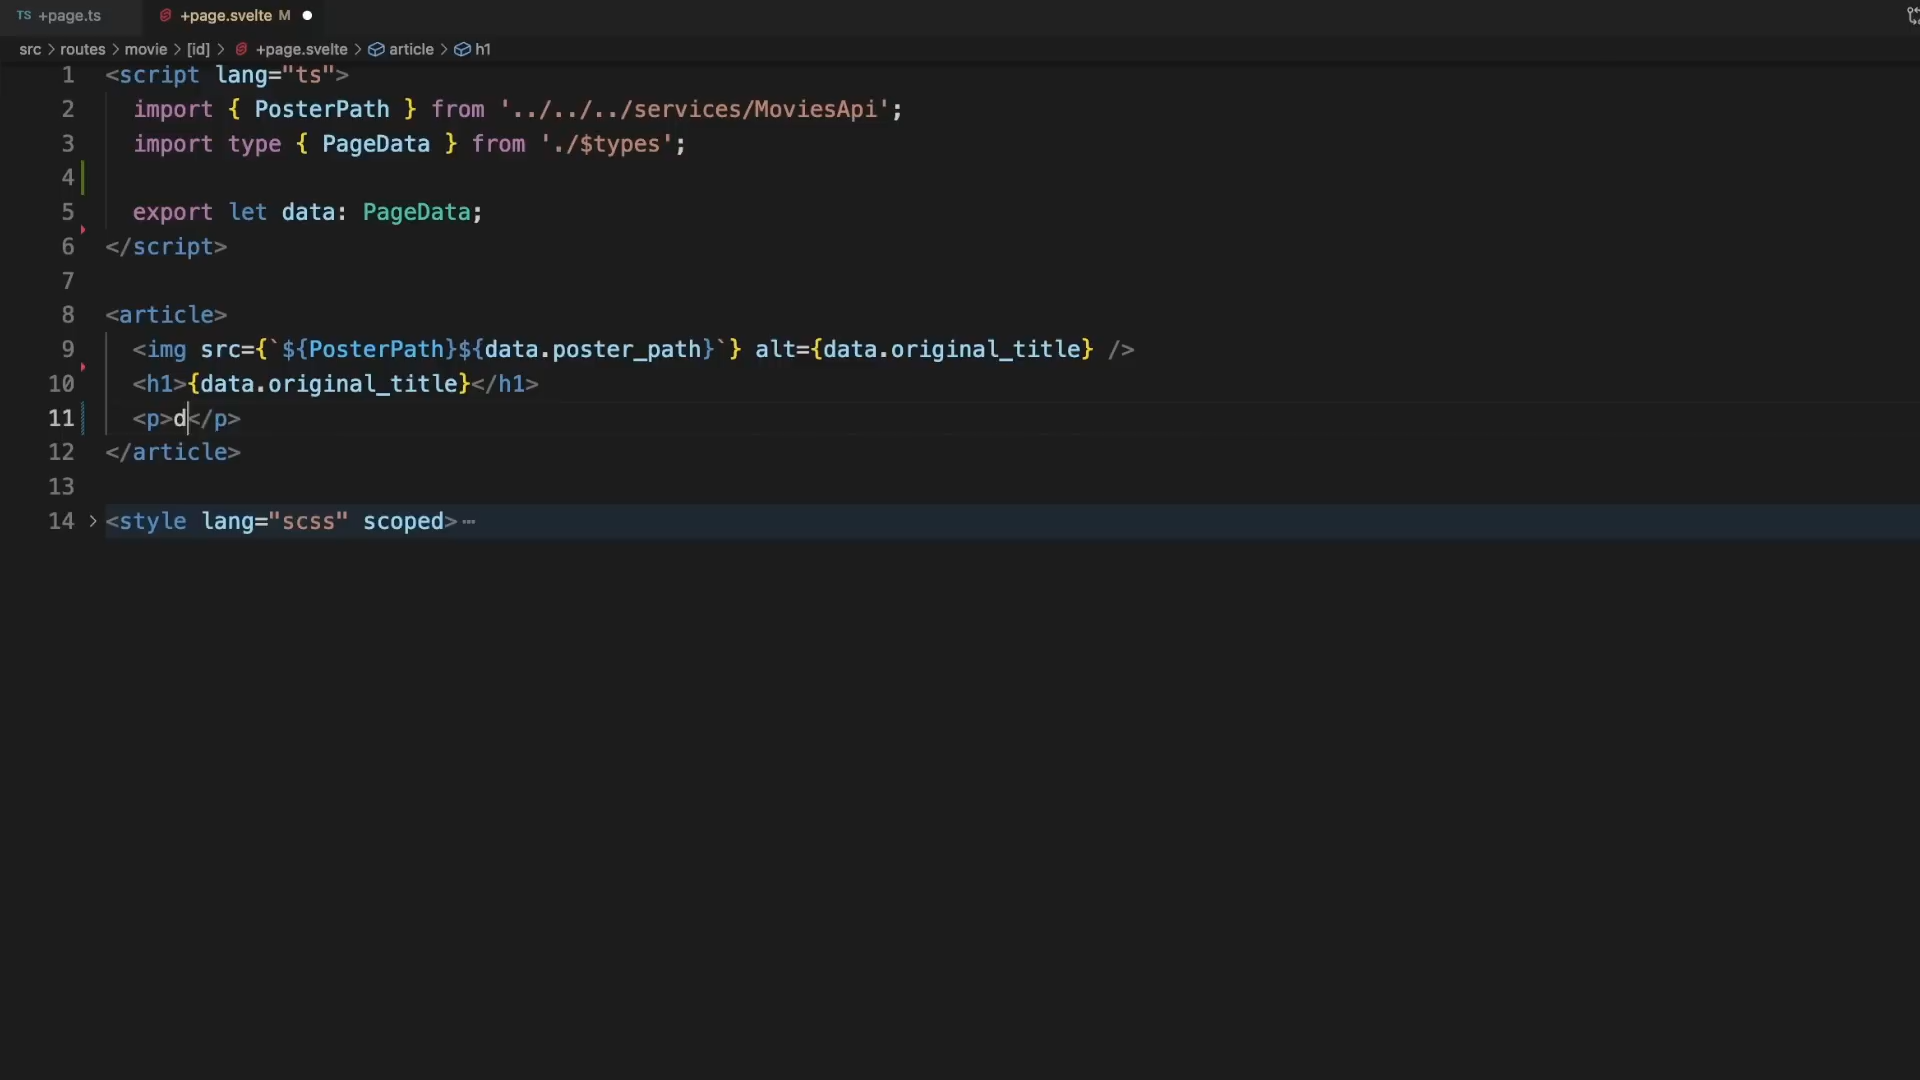 TS +page.ts +page.svelte M
src > routes > movie > [id] > +page.svelte > article > h1
1 <script lang="ts">
2 import { PosterPath } from '../../../services/MoviesApi';
3 import type { PageData } from './$types';
4
5 export let data: PageData;
6 </script>
7
8 <article>
9 <img src={`${PosterPath}${data.poster_path}`} alt={data.original_title} />
10 <h1>{data.original_title}</h1>
11 <p>d</p>
12 </article>
13
14 > <style lang="scss" scoped> ⋯